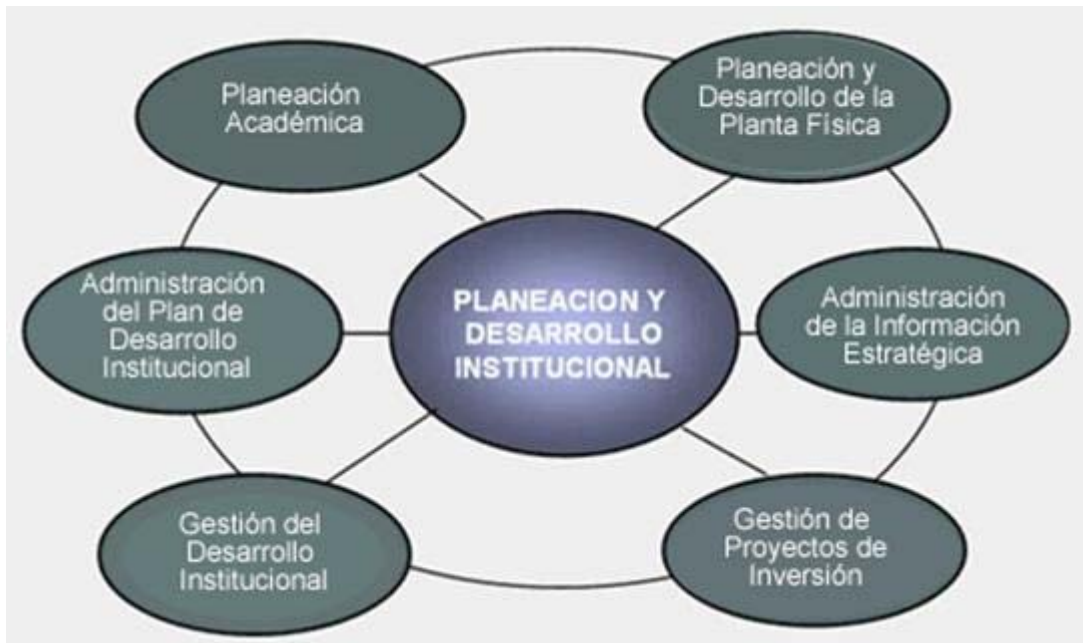 Planeación
Académica
Planeación y
Desarrollo de la
Planta Física
Administración
del Plan de
Desarrollo
Institucional
PLANEACION Y
DESARROLLO
INSTITUCIONAL
Administración
de la Información
Estratégica
Gestión del
Desarrollo
Institucional
Gestión de
Proyectos de
Inversión